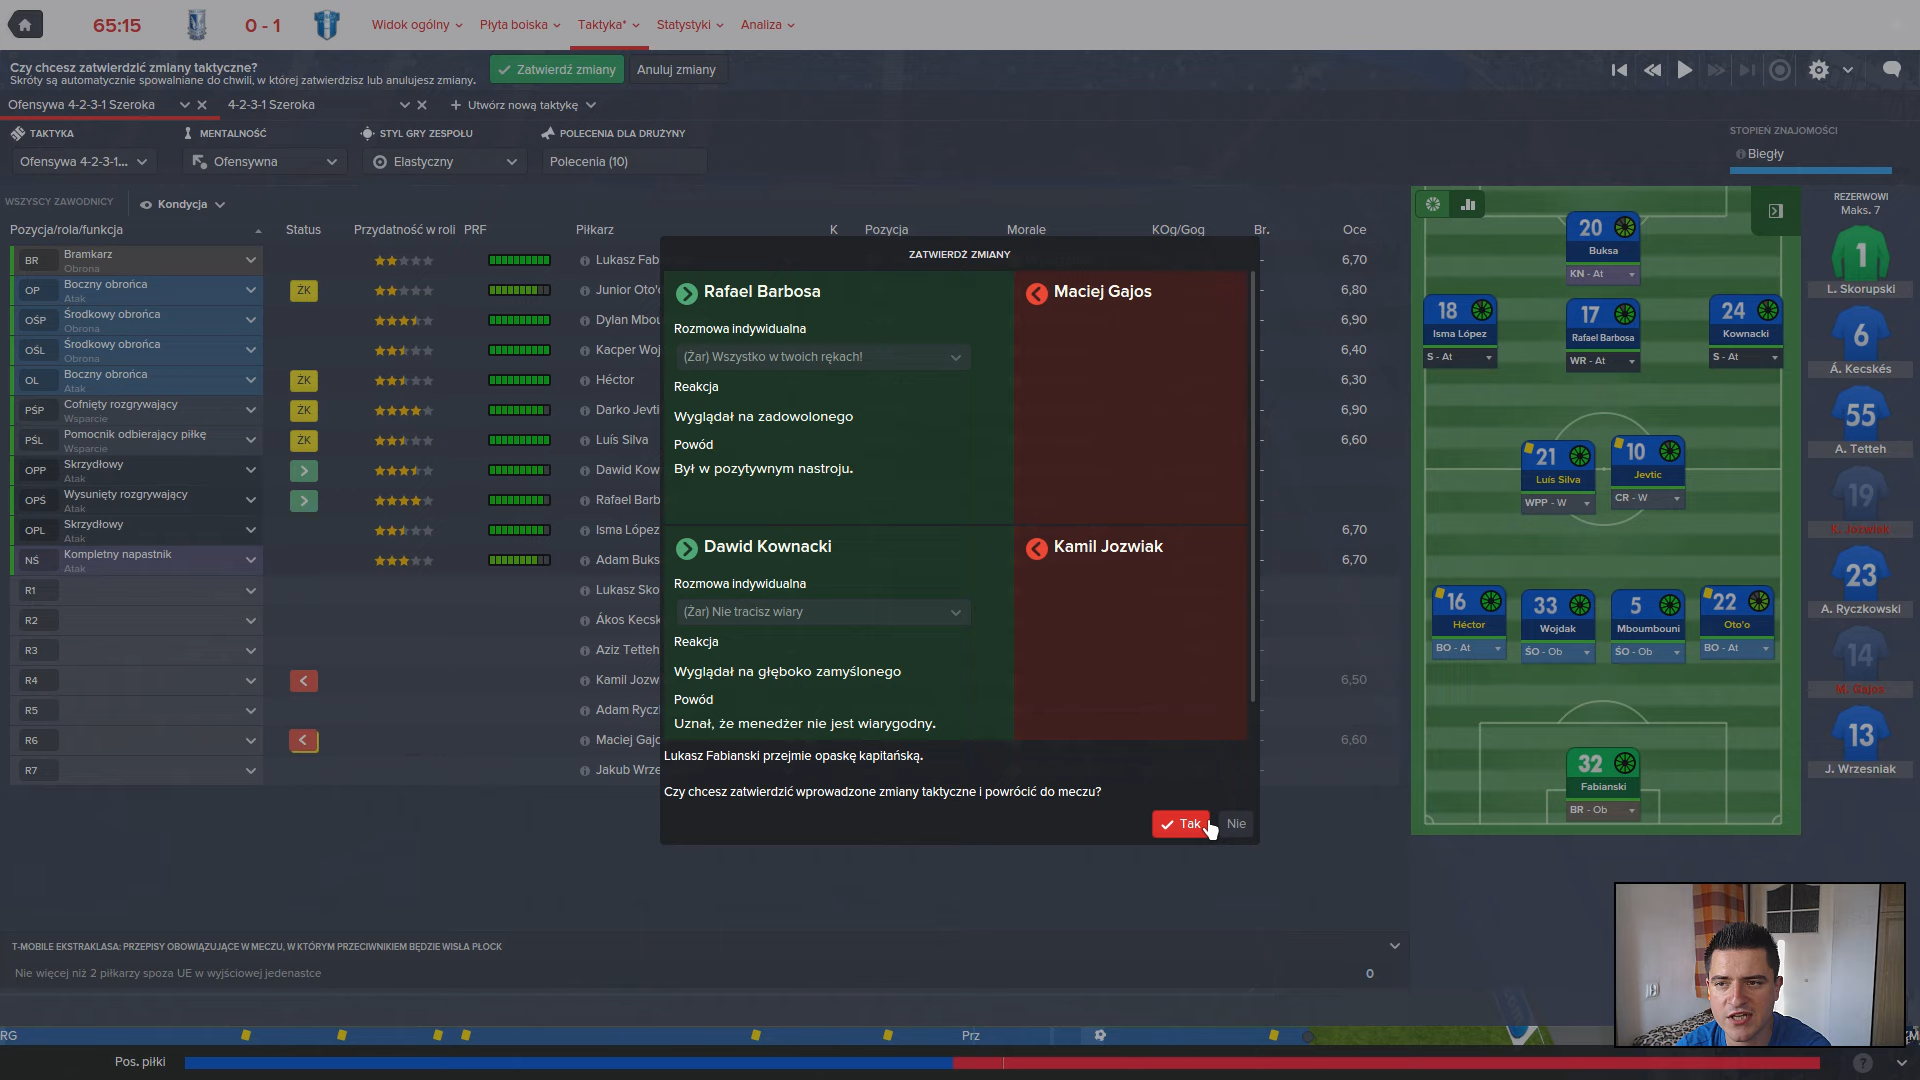 65:15
0 - 1
Widok ogólny
Płyta boiska
Taktyka*
Statystyki
Analiza
Czy chcesz zatwierdzić zmiany taktyczne?
Skróty są automatycznie spowalniane do chwili, w której zatwierdzisz lub anulujesz zmiany.
Zatwierdź zmiany
Anuluj zmiany
Ofensywa 4-2-3-1 Szeroka
4-2-3-1 Szeroka
Utwórz nową taktykę
TAKTYKA
MENTALNOŚĆ
STYL GRY ZESPOŁU
POLECENIA DLA DRUŻYNY
Ofensywa 4-2-3-1...
Ofensywna
Elastyczny
Polecenia (10)
STOPIEŃ ZNAJOMOŚCI
Biegły
WSZYSCY ZAWODNICY
Kondycja
Pozycja/rola/funkcja
Status
Przydatność w roli
PRF
Piłkarz
K
Pozycja
Morale
KOg/Gog
Br.
Oce
BR Bramkarz
Obrona
Lukasz Fab
6,70
OP Boczny obrońca
Atak
ŻK
Junior Oto'o
6,80
OŚP Środkowy obrońca
Obrona
Dylan Mbou
6,90
OŚL Środkowy obrońca
Obrona
Kacper Woj
6,40
OL Boczny obrońca
Atak
ŻK
Héctor
6,30
PŚP Cofnięty rozgrywający
Wsparcie
ŻK
Darko Jevti
6,90
PŚL Pomocnik odbierający piłkę
Wsparcie
ŻK
Luís Silva
6,60
OPP Skrzydłowy
Atak
Dawid Kow
OPŚ Wysunięty rozgrywający
Atak
Rafael Barb
OPL Skrzydłowy
Atak
Isma López
6,70
NŚ Kompletny napastnik
Atak
Adam Buks
6,70
R1
Lukasz Sko
R2
Ákos Kecsk
R3
Aziz Tetteh
R4
Kamil Jozw
6,50
R5
Adam Rycz
R6
Maciej Gajo
6,60
R7
Jakub Wrze
ZATWIERDŹ ZMIANY
Rafael Barbosa
Maciej Gajos
Rozmowa indywidualna
(Żar) Wszystko w twoich rękach!
Reakcja
Wyglądał na zadowolonego
Powód
Był w pozytywnym nastroju.
Dawid Kownacki
Kamil Jozwiak
Rozmowa indywidualna
(Żar) Nie tracisz wiary
Reakcja
Wyglądał na głęboko zamyślonego
Powód
Uznał, że menedżer nie jest wiarygodny.
Lukasz Fabianski przejmie opaskę kapitańską.
Czy chcesz zatwierdzić wprowadzone zmiany taktyczne i powrócić do meczu?
Tak
Nie
20
Buksa
KN - At
18
Isma López
S - At
17
Rafael Barbosa
WR - At
24
Kownacki
S - At
21
Luís Silva
WPP - W
10
Jevtic
CR - W
16
Héctor
BO - At
33
Wojdak
ŚO - Ob
5
Mboumbouni
ŚO - Ob
22
Oto'o
BO - At
32
Fabianski
BR - Ob
REZERWOWI
Maks. 7
1
L. Skorupski
6
Á. Kecskés
55
A. Tetteh
19
K. Jozwiak
23
A. Ryczkowski
14
M. Gajos
13
J. Wrzesniak
T-MOBILE EKSTRAKLASA: PRZEPISY OBOWIĄZUJĄCE W MECZU, W KTÓRYM PRZECIWNIKIEM BĘDZIE WISŁA PŁOCK
Nie więcej niż 2 piłkarzy spoza UE w wyjściowej jedenastce
0
RG
Prz
Pos. piłki
?